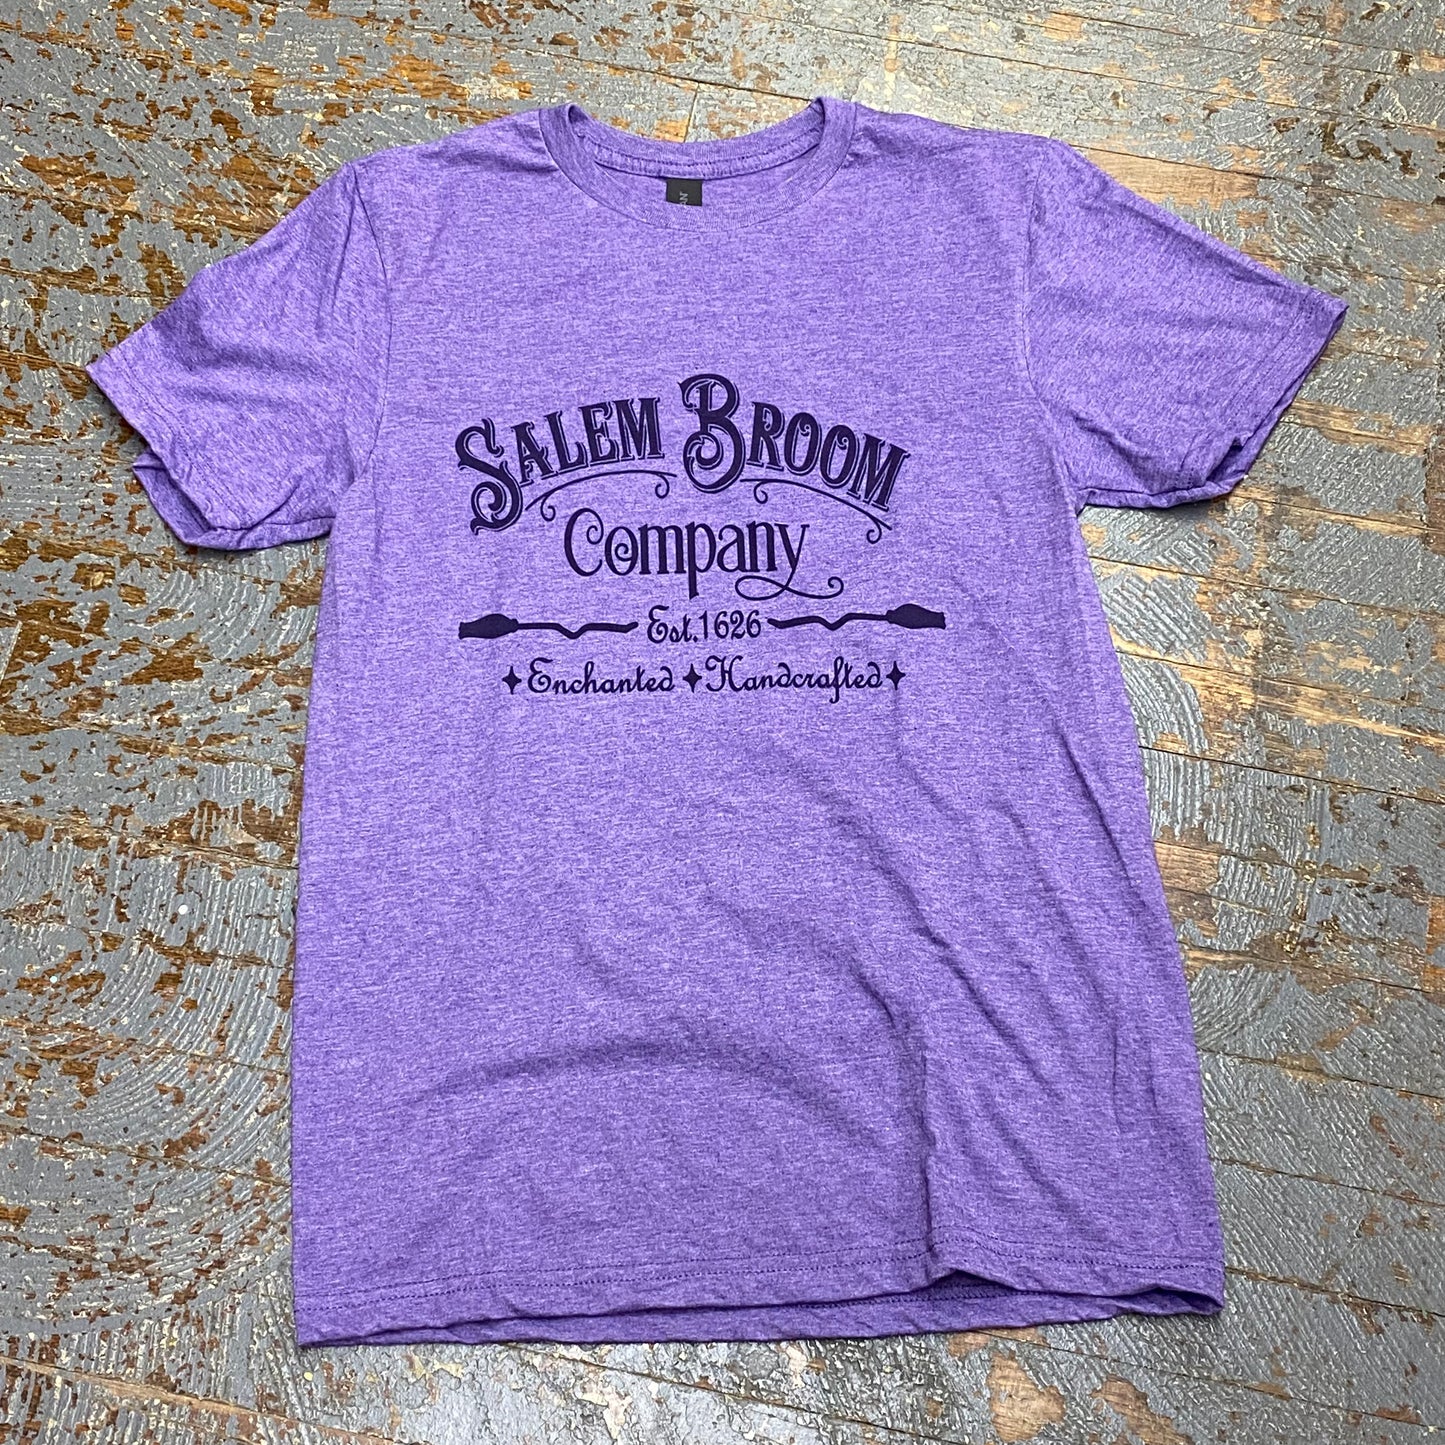 SALEM BROOM
Company
Est. 1626
✦Enchanted ✦Handcrafted✦